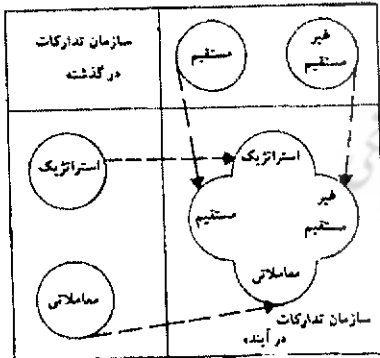 سازمان تدارکات
در گذشته
مستقیم
غیر
مستقیم
استراتژیک
استراتژیک
مستقیم
غیر
مستقیم
معاملاتی
معاملاتی
سازمان تدارکات
در آینده